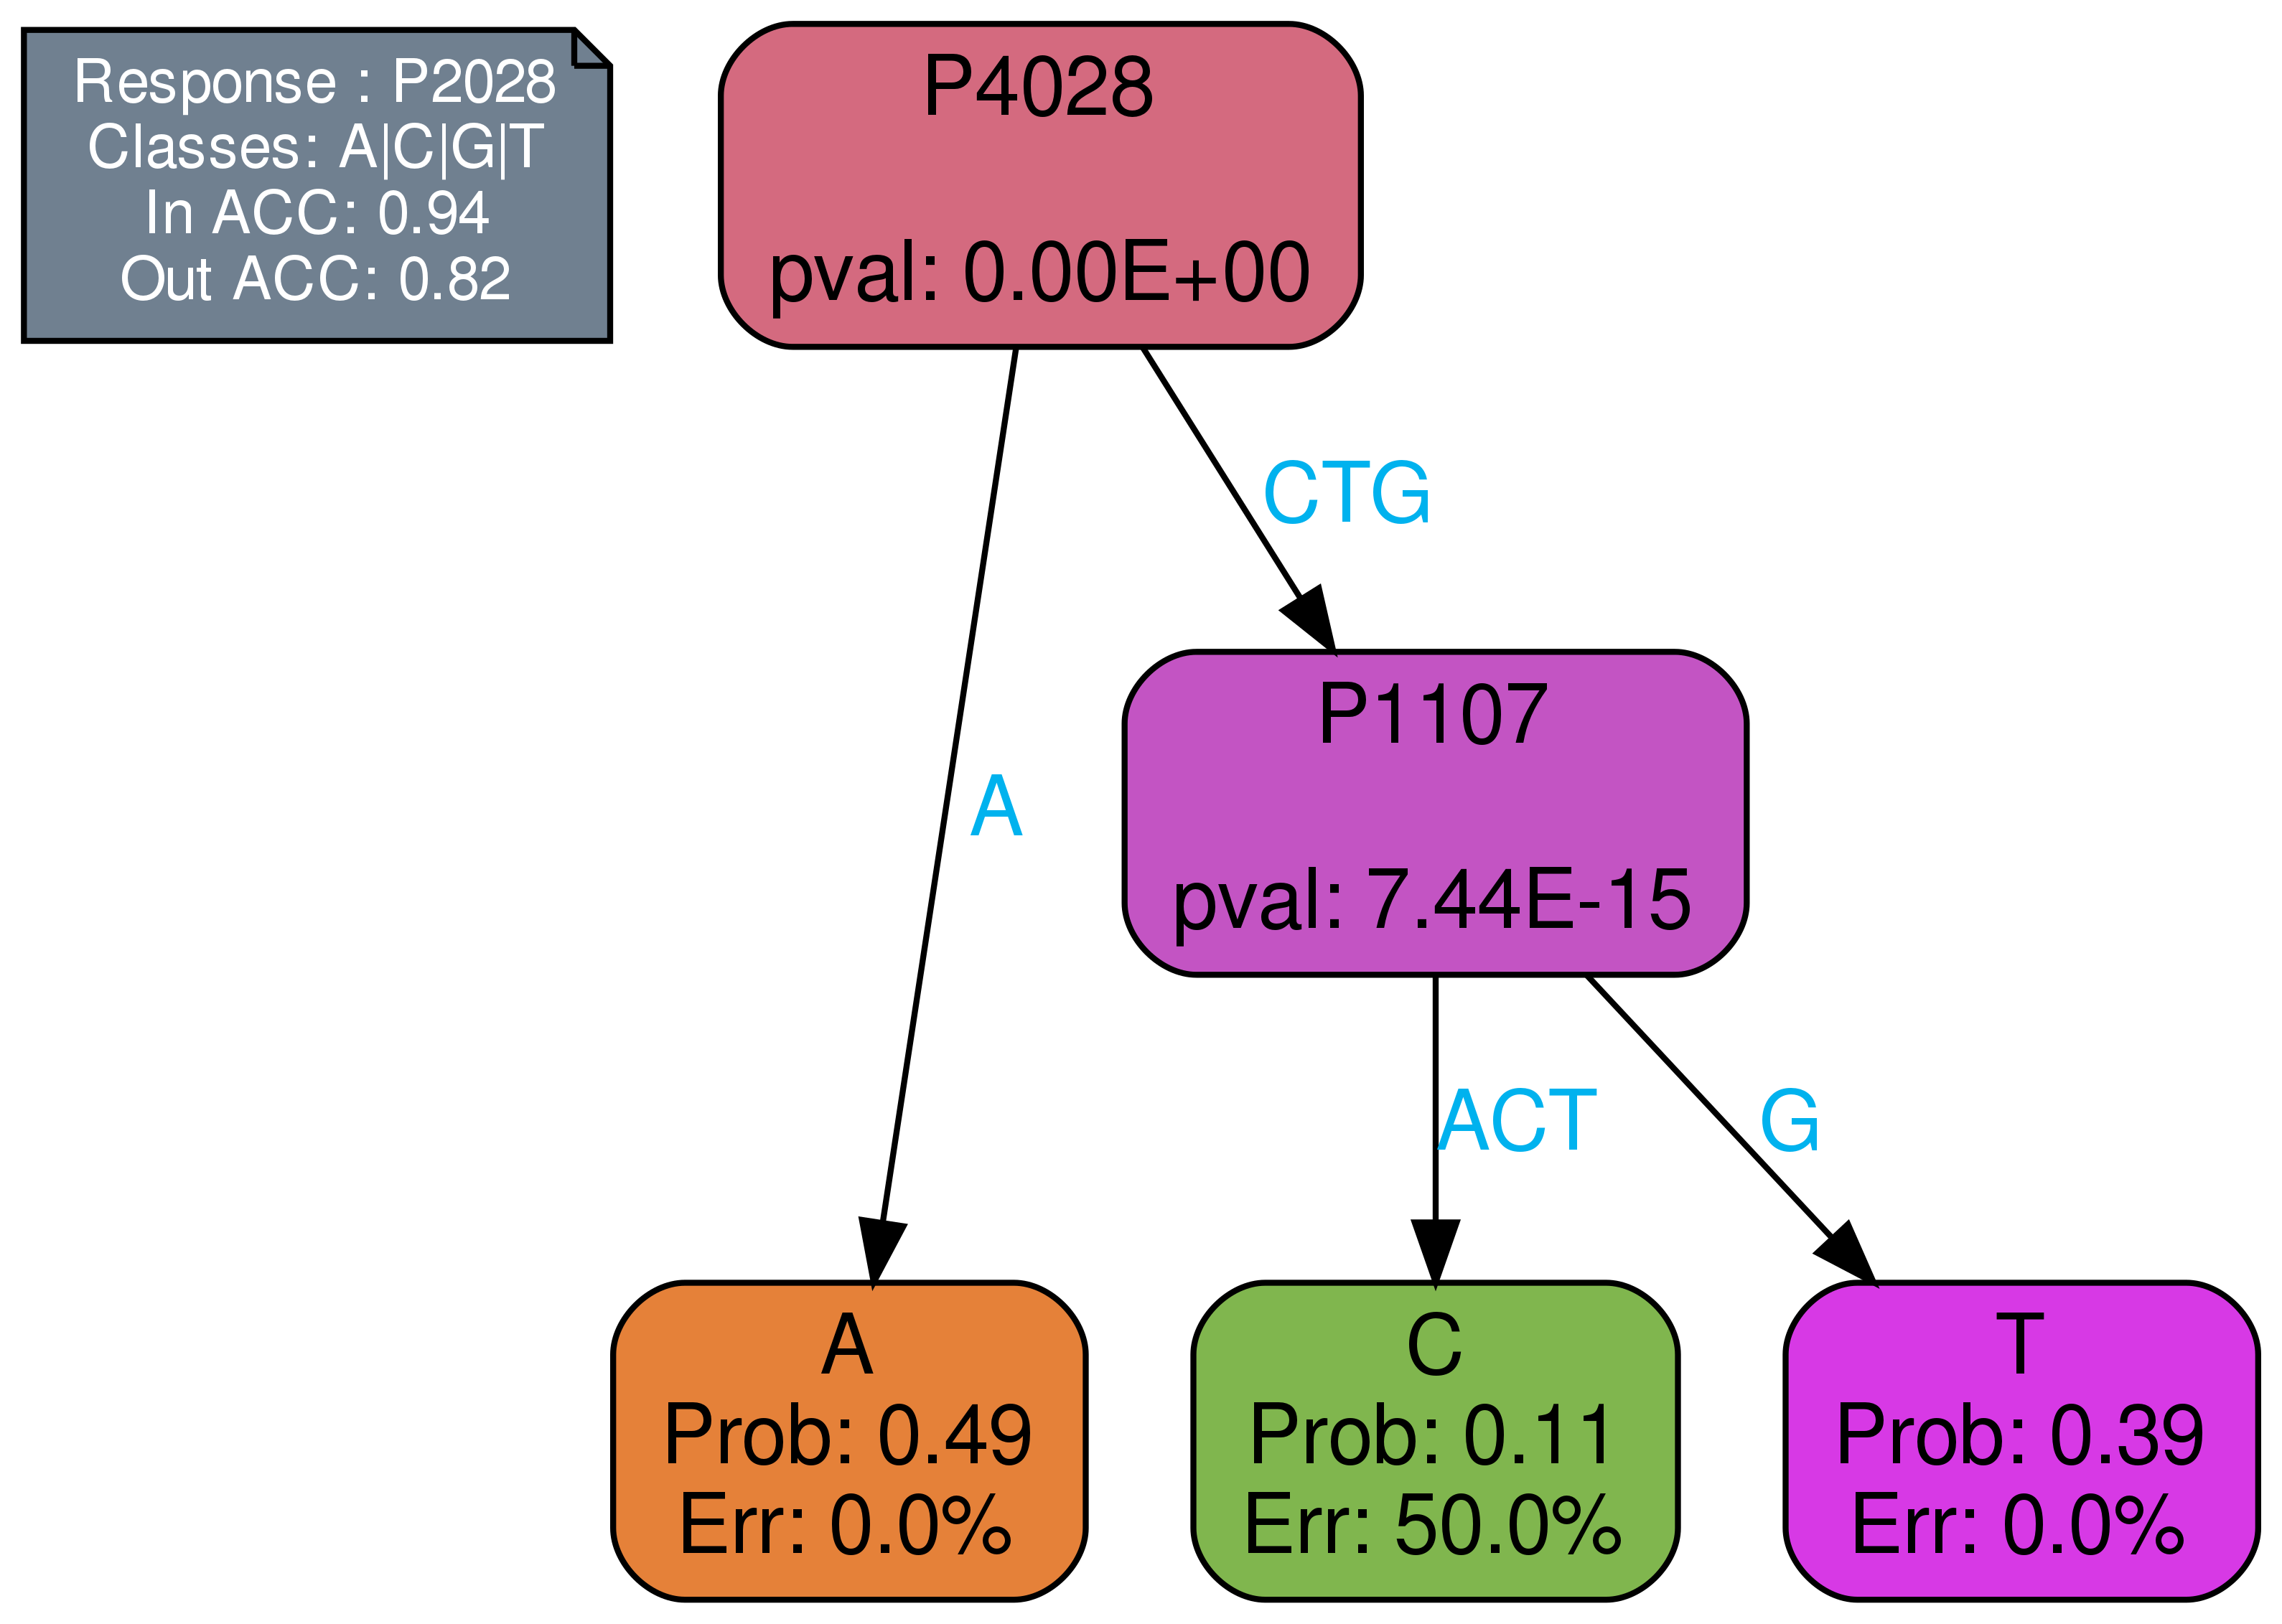 Response : P2028
Classes: A|C|G|T
In ACC: 0.94
Out ACC: 0.82
P4028
pval: 0.00E+00
CTG
A
P1107
pval: 7.44E-15
ACT
G
A
Prob: 0.49
Err: 0.0%
C
Prob: 0.11
Err: 50.0%
T
Prob: 0.39
Err: 0.0%